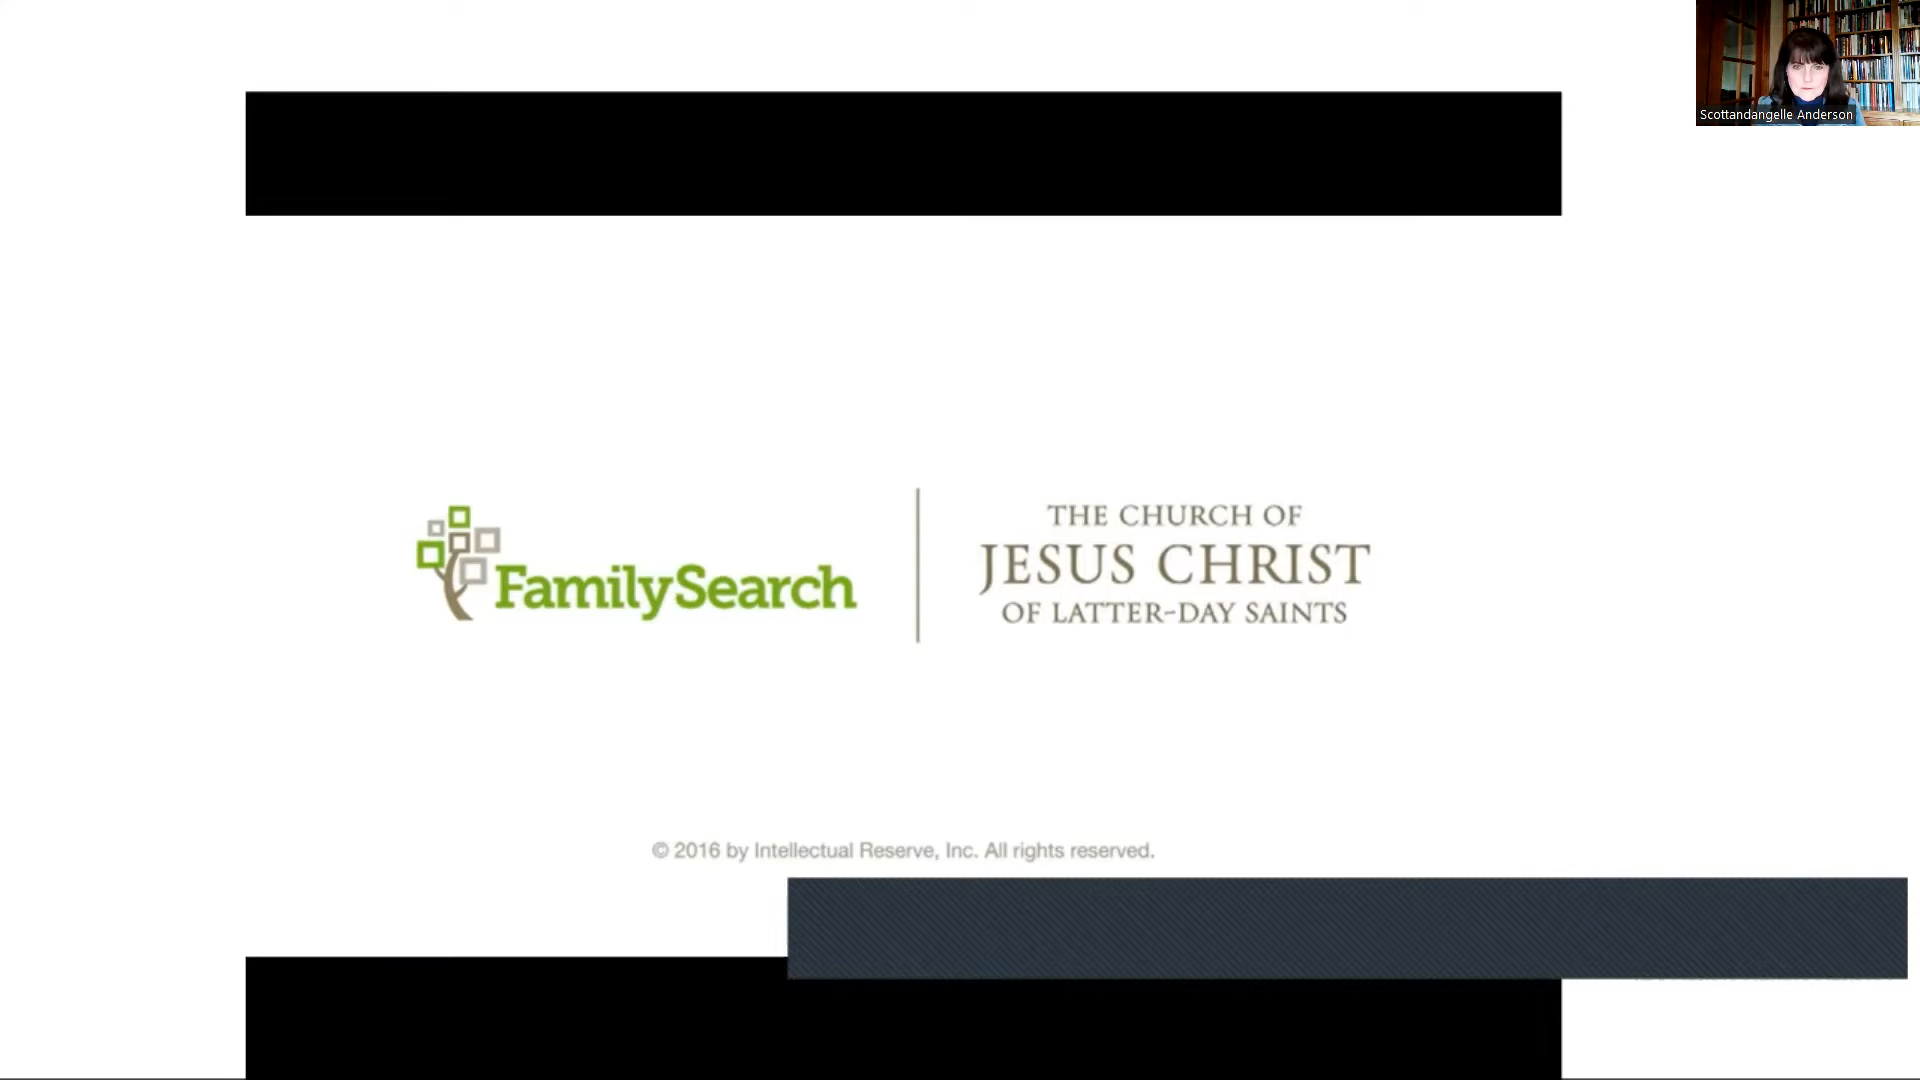 Scottandangelle Anderson
FamilySearch
THE CHURCH OF
JESUS CHRIST
OF LATTER-DAY SAINTS
© 2016 by Intellectual Reserve, Inc. All rights reserved.